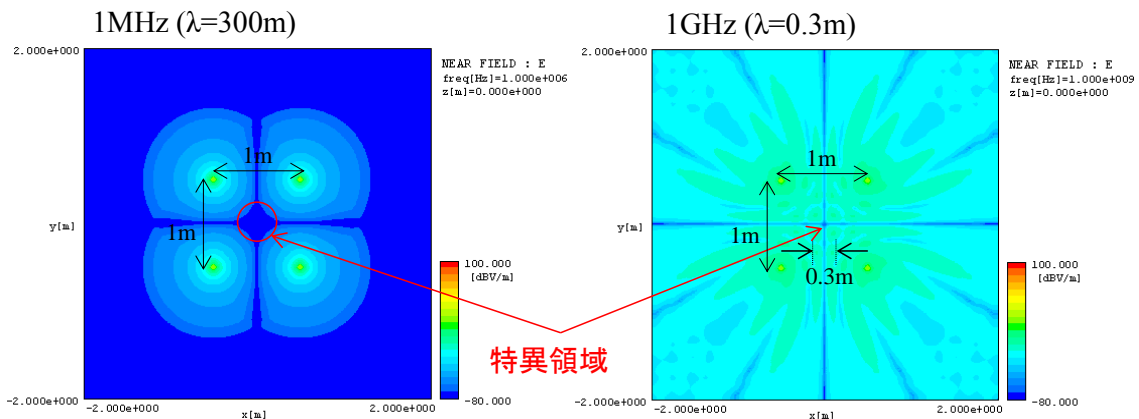 1MHz (λ=300m)
2.000e+000
NEAR FIELD : E
freq[Hz]=1.000e+006
z[m]=0.000e+000
1m
y[m]
1m
100.000
[dBV/m]
-80.000
-2.000e+000
-2.000e+000
x[m]
2.000e+000
1GHz (λ=0.3m)
2.000e+000
NEAR FIELD : E
freq[Hz]=1.000e+009
z[m]=0.000e+000
1m
y[m]
1m
0.3m
100.000
[dBV/m]
-80.000
-2.000e+000
-2.000e+000
x[m]
2.000e+000
特異領域